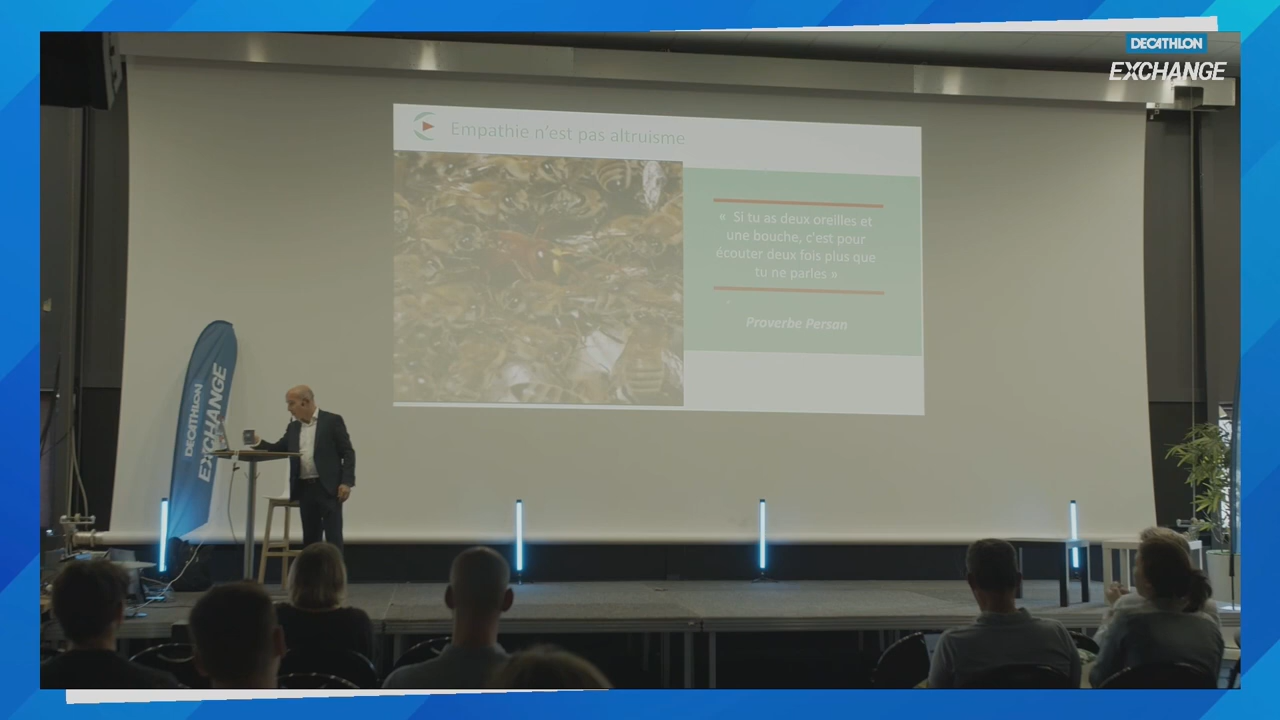 DECATHLON
EXCHANGE
Empathie n'est pas altruisme
« Si tu as deux oreilles et
une bouche, c'est pour
écouter deux fois plus que
tu ne parles »
Proverbe Persan
DECATHLON
EXCHANGE